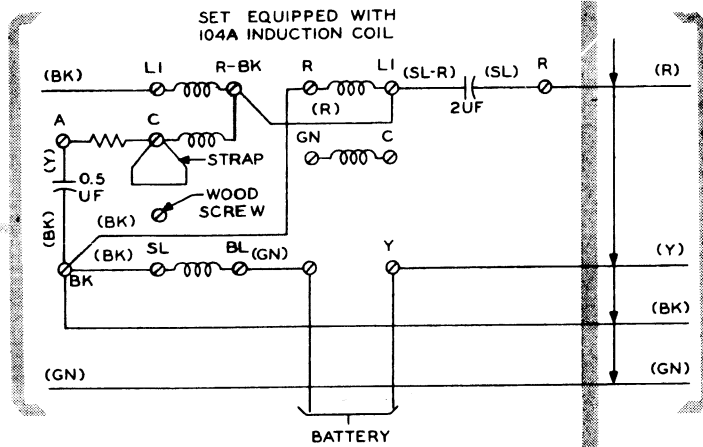 SET EQUIPPED WITH
104A INDUCTION COIL
(BK) L1 R-BK R L1 (SL-R) (SL) R (R)
2UF
(R)
A C GN C
STRAP
(Y) 0.5
UF
WOOD
SCREW
(BK) (BK)
(BK) SL BL (GN) Y (Y)
BK
(BK)
(GN) (GN)
BATTERY